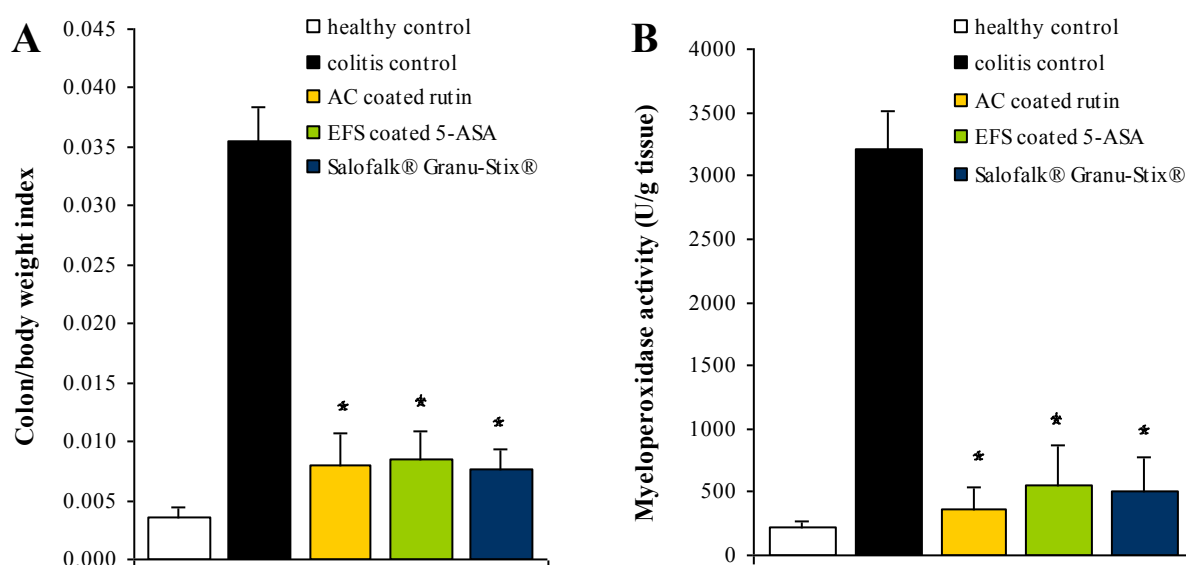 A
Colon/body weight index
0.045
0.040
0.035
0.030
0.025
0.020
0.015
0.010
0.005
0.000
healthy control
colitis control
AC coated rutin
EFS coated 5-ASA
Salofalk® Granu-Stix®
*
*
*
B
Myeloperoxidase activity (U/g tissue)
4000
3500
3000
2500
2000
1500
1000
500
0
healthy control
colitis control
AC coated rutin
EFS coated 5-ASA
Salofalk® Granu-Stix®
*
*
*